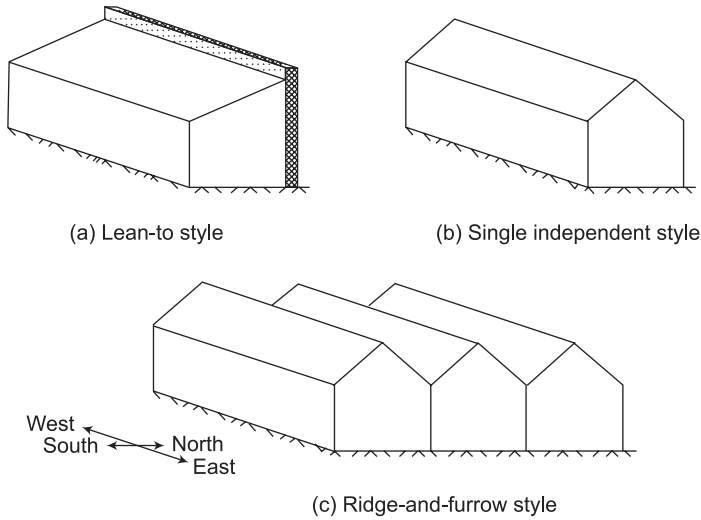 (a) Lean-to style
(b) Single independent style
West
South
North
East
(c) Ridge-and-furrow style